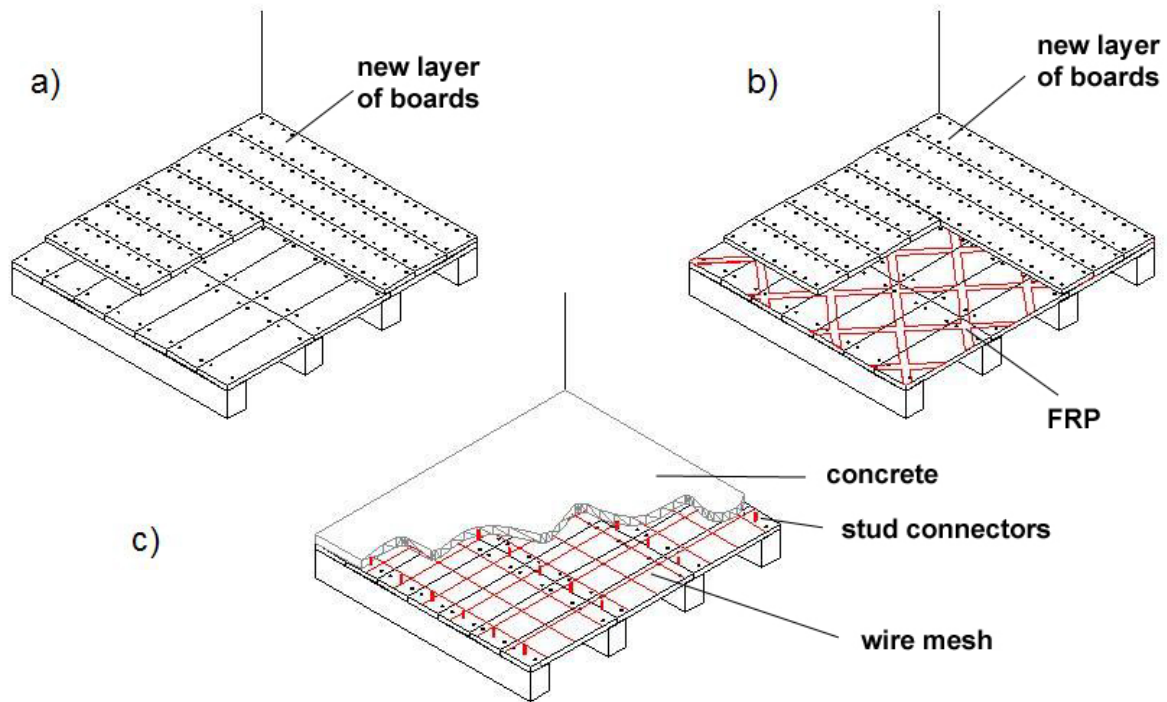 a)
new layer
of boards
b)
new layer
of boards
FRP
c)
concrete
stud connectors
wire mesh